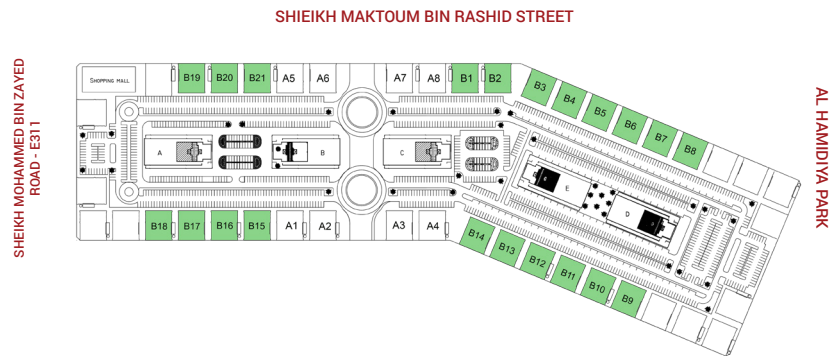 SHIEIKH MAKTOUM BIN RASHID STREET
SHEIKH MOHAMMED BIN ZAYED
ROAD - E311
AL HAMIDIYA PARK
SHOPPING MALL
B19
B20
B21
A5
A6
A7
A8
B1
B2
B3
B4
B5
B6
B7
B8
A
B
C
E
D
B18
B17
B16
B15
A1
A2
A3
A4
B14
B13
B12
B11
B10
B9